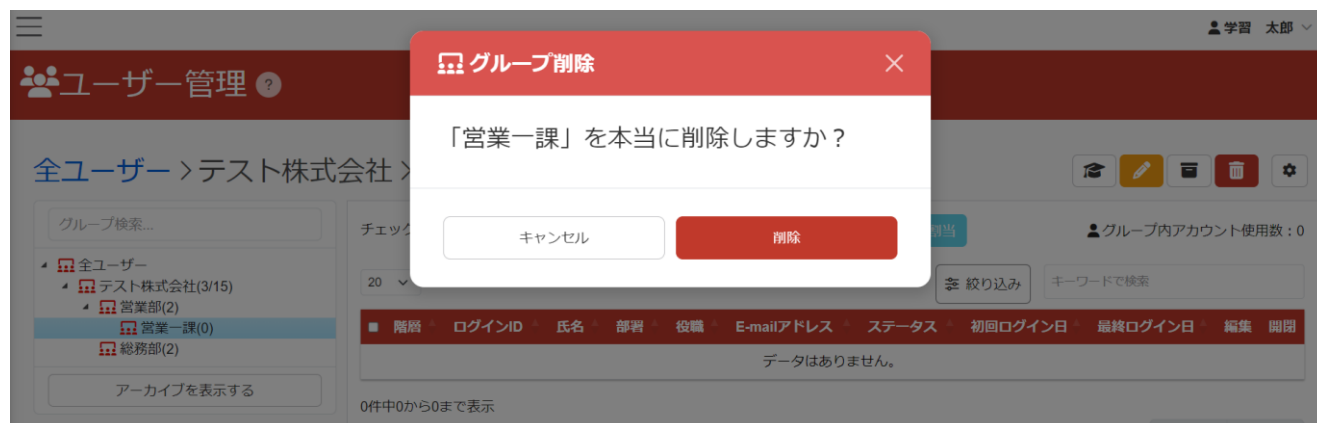 学習 太郎
ユーザー管理 ?
グループ削除
「営業一課」を本当に削除しますか？
キャンセル
削除
全ユーザー > テスト株式会社 >
グループ検索...
全ユーザー
テスト株式会社(3/15)
営業部(2)
営業一課(0)
総務部(2)
アーカイブを表示する
チェック
グループ内アカウント使用数 : 0
20
絞り込み
キーワードで検索
階層 ログインID 氏名 部署 役職 E-mailアドレス ステータス 初回ログイン日 最終ログイン日 編集 開閉
データはありません。
0件中0から0まで表示